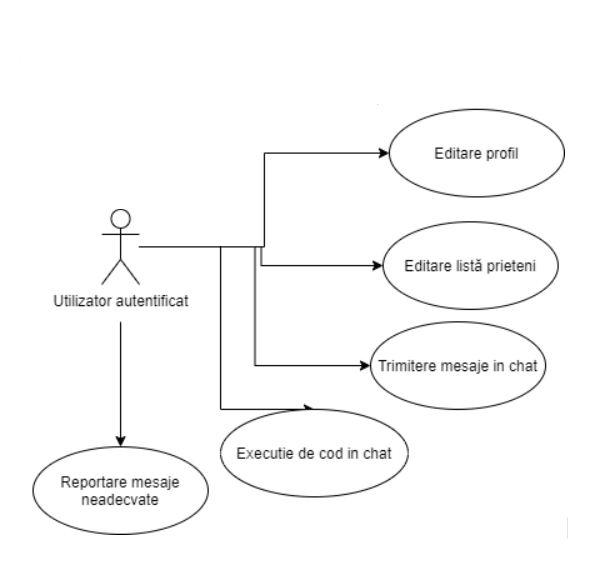 Editare profil
Editare listă prieteni
Utilizator autentificat
Trimitere mesaje in chat
Executie de cod in chat
Reportare mesaje
neadecvate